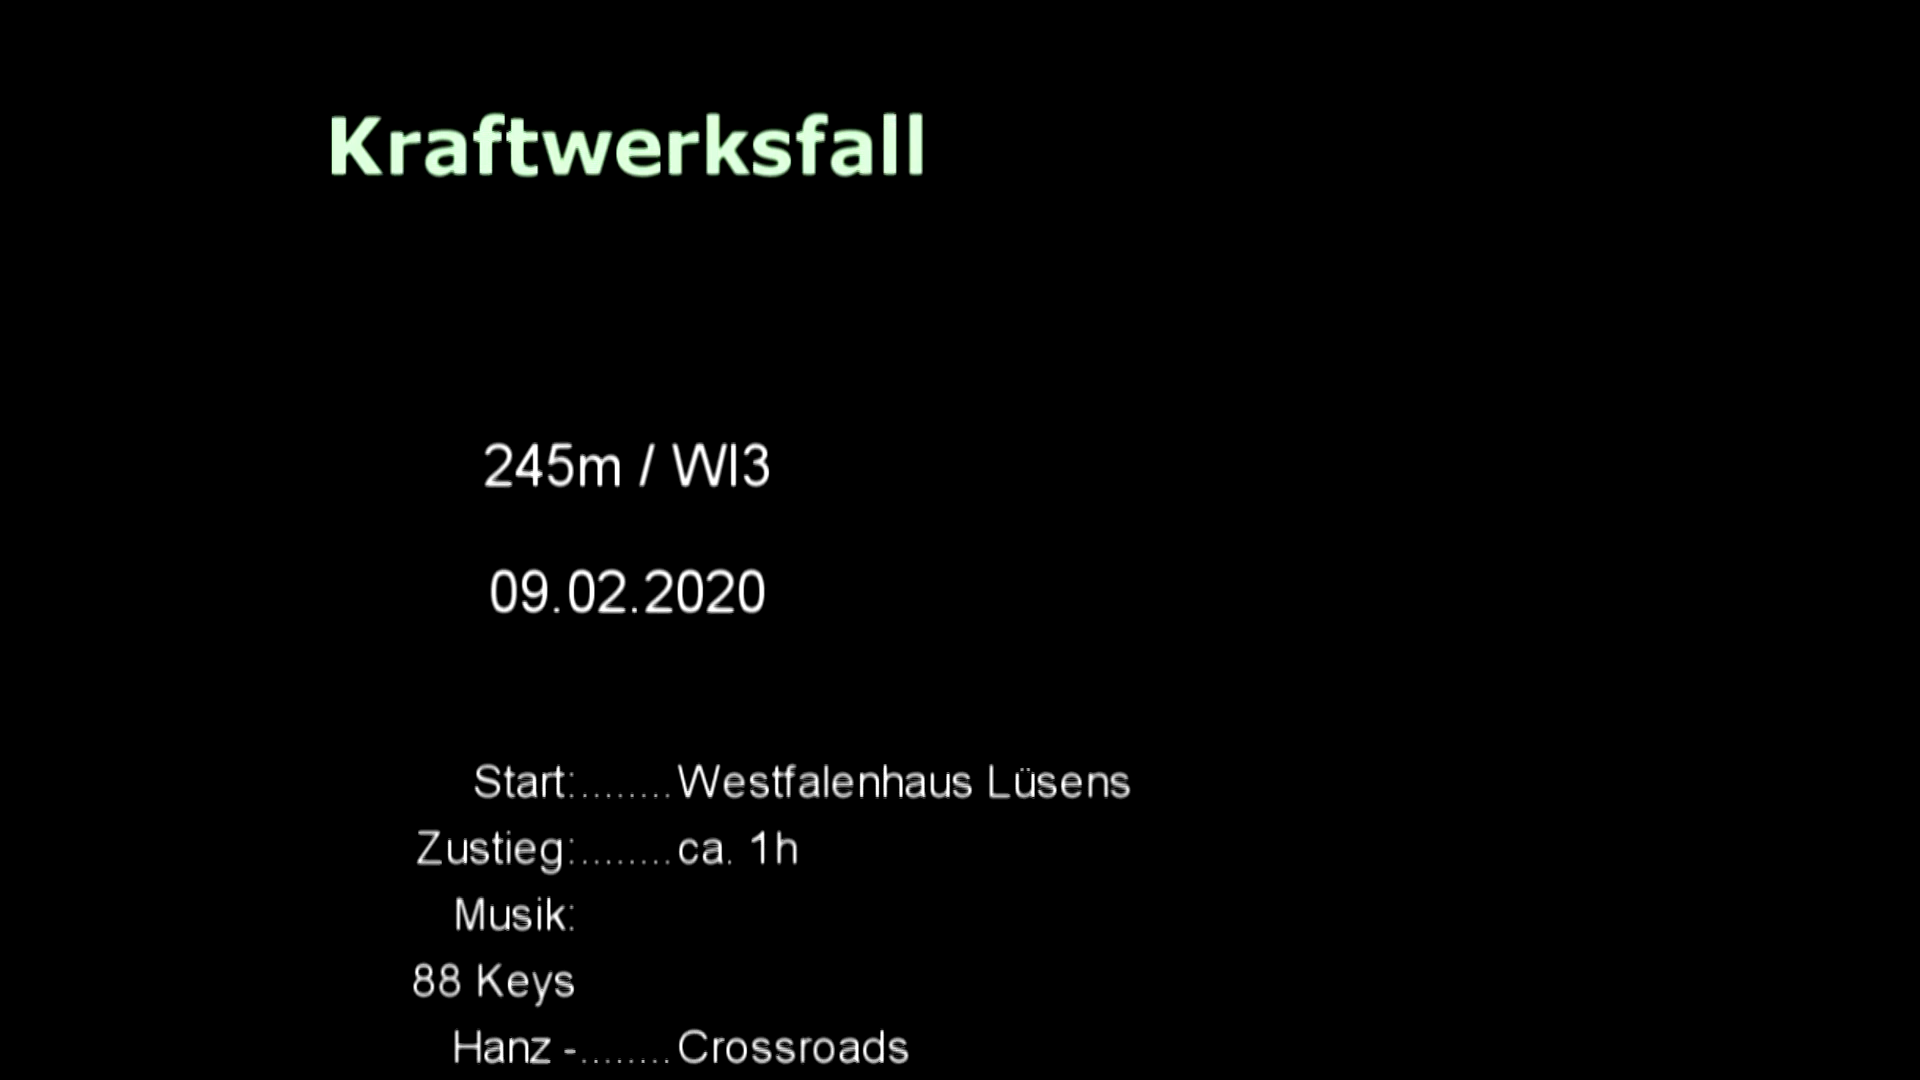 Kraftwerksfall
245m / WI3
09.02.2020
Start:........Westfalenhaus Lüsens
Zustieg:........ca. 1h
Musik:
88 Keys
Hanz -........Crossroads